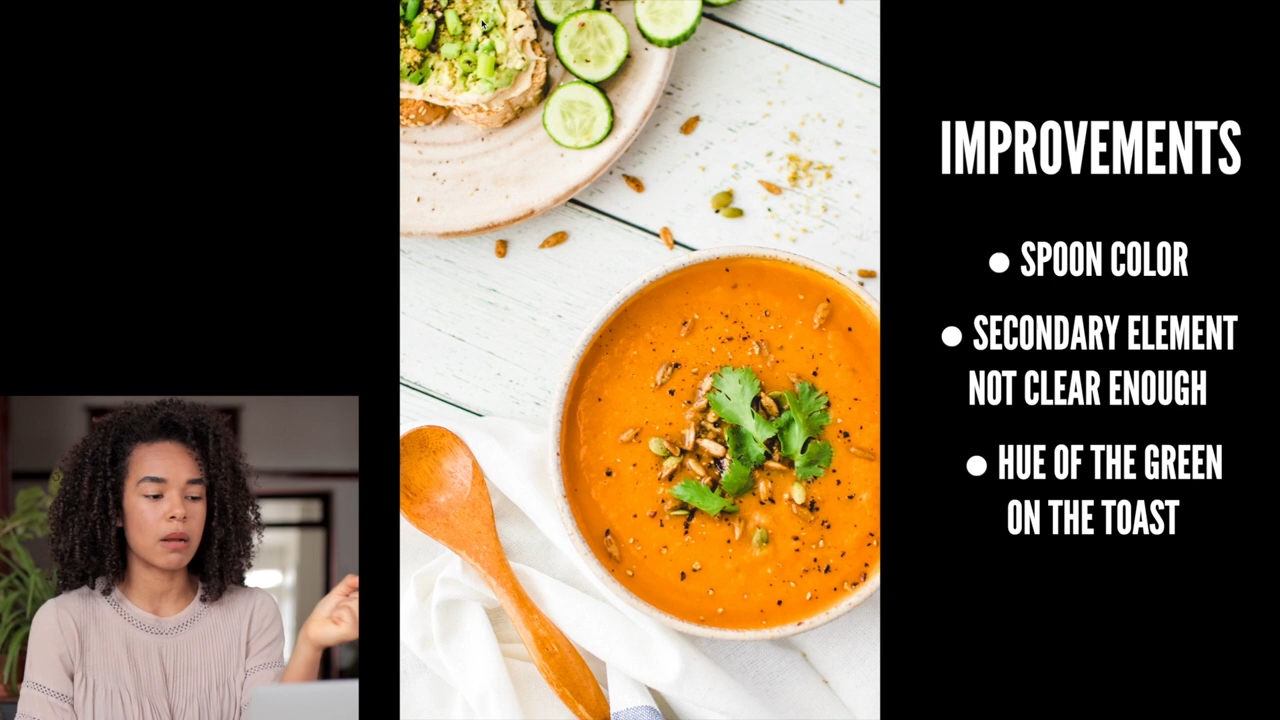 IMPROVEMENTS
● SPOON COLOR
● SECONDARY ELEMENT
NOT CLEAR ENOUGH
● HUE OF THE GREEN
ON THE TOAST